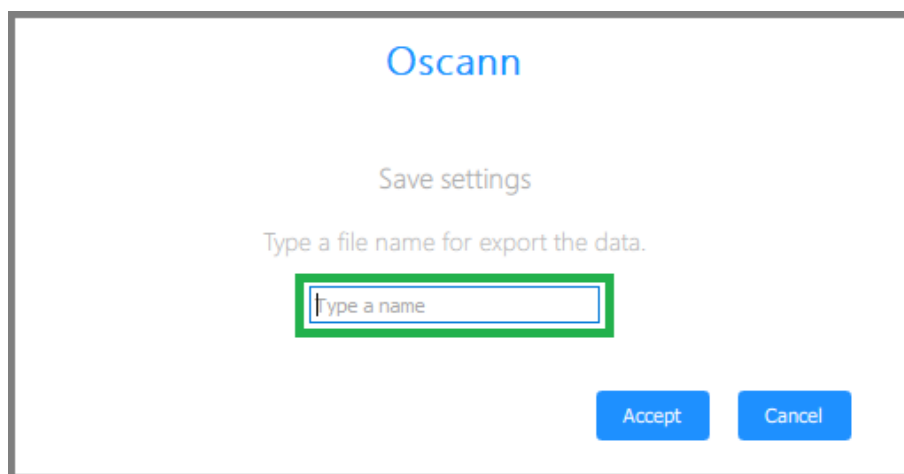 Oscann
Save settings
Type a file name for export the data.
Type a name
Accept
Cancel